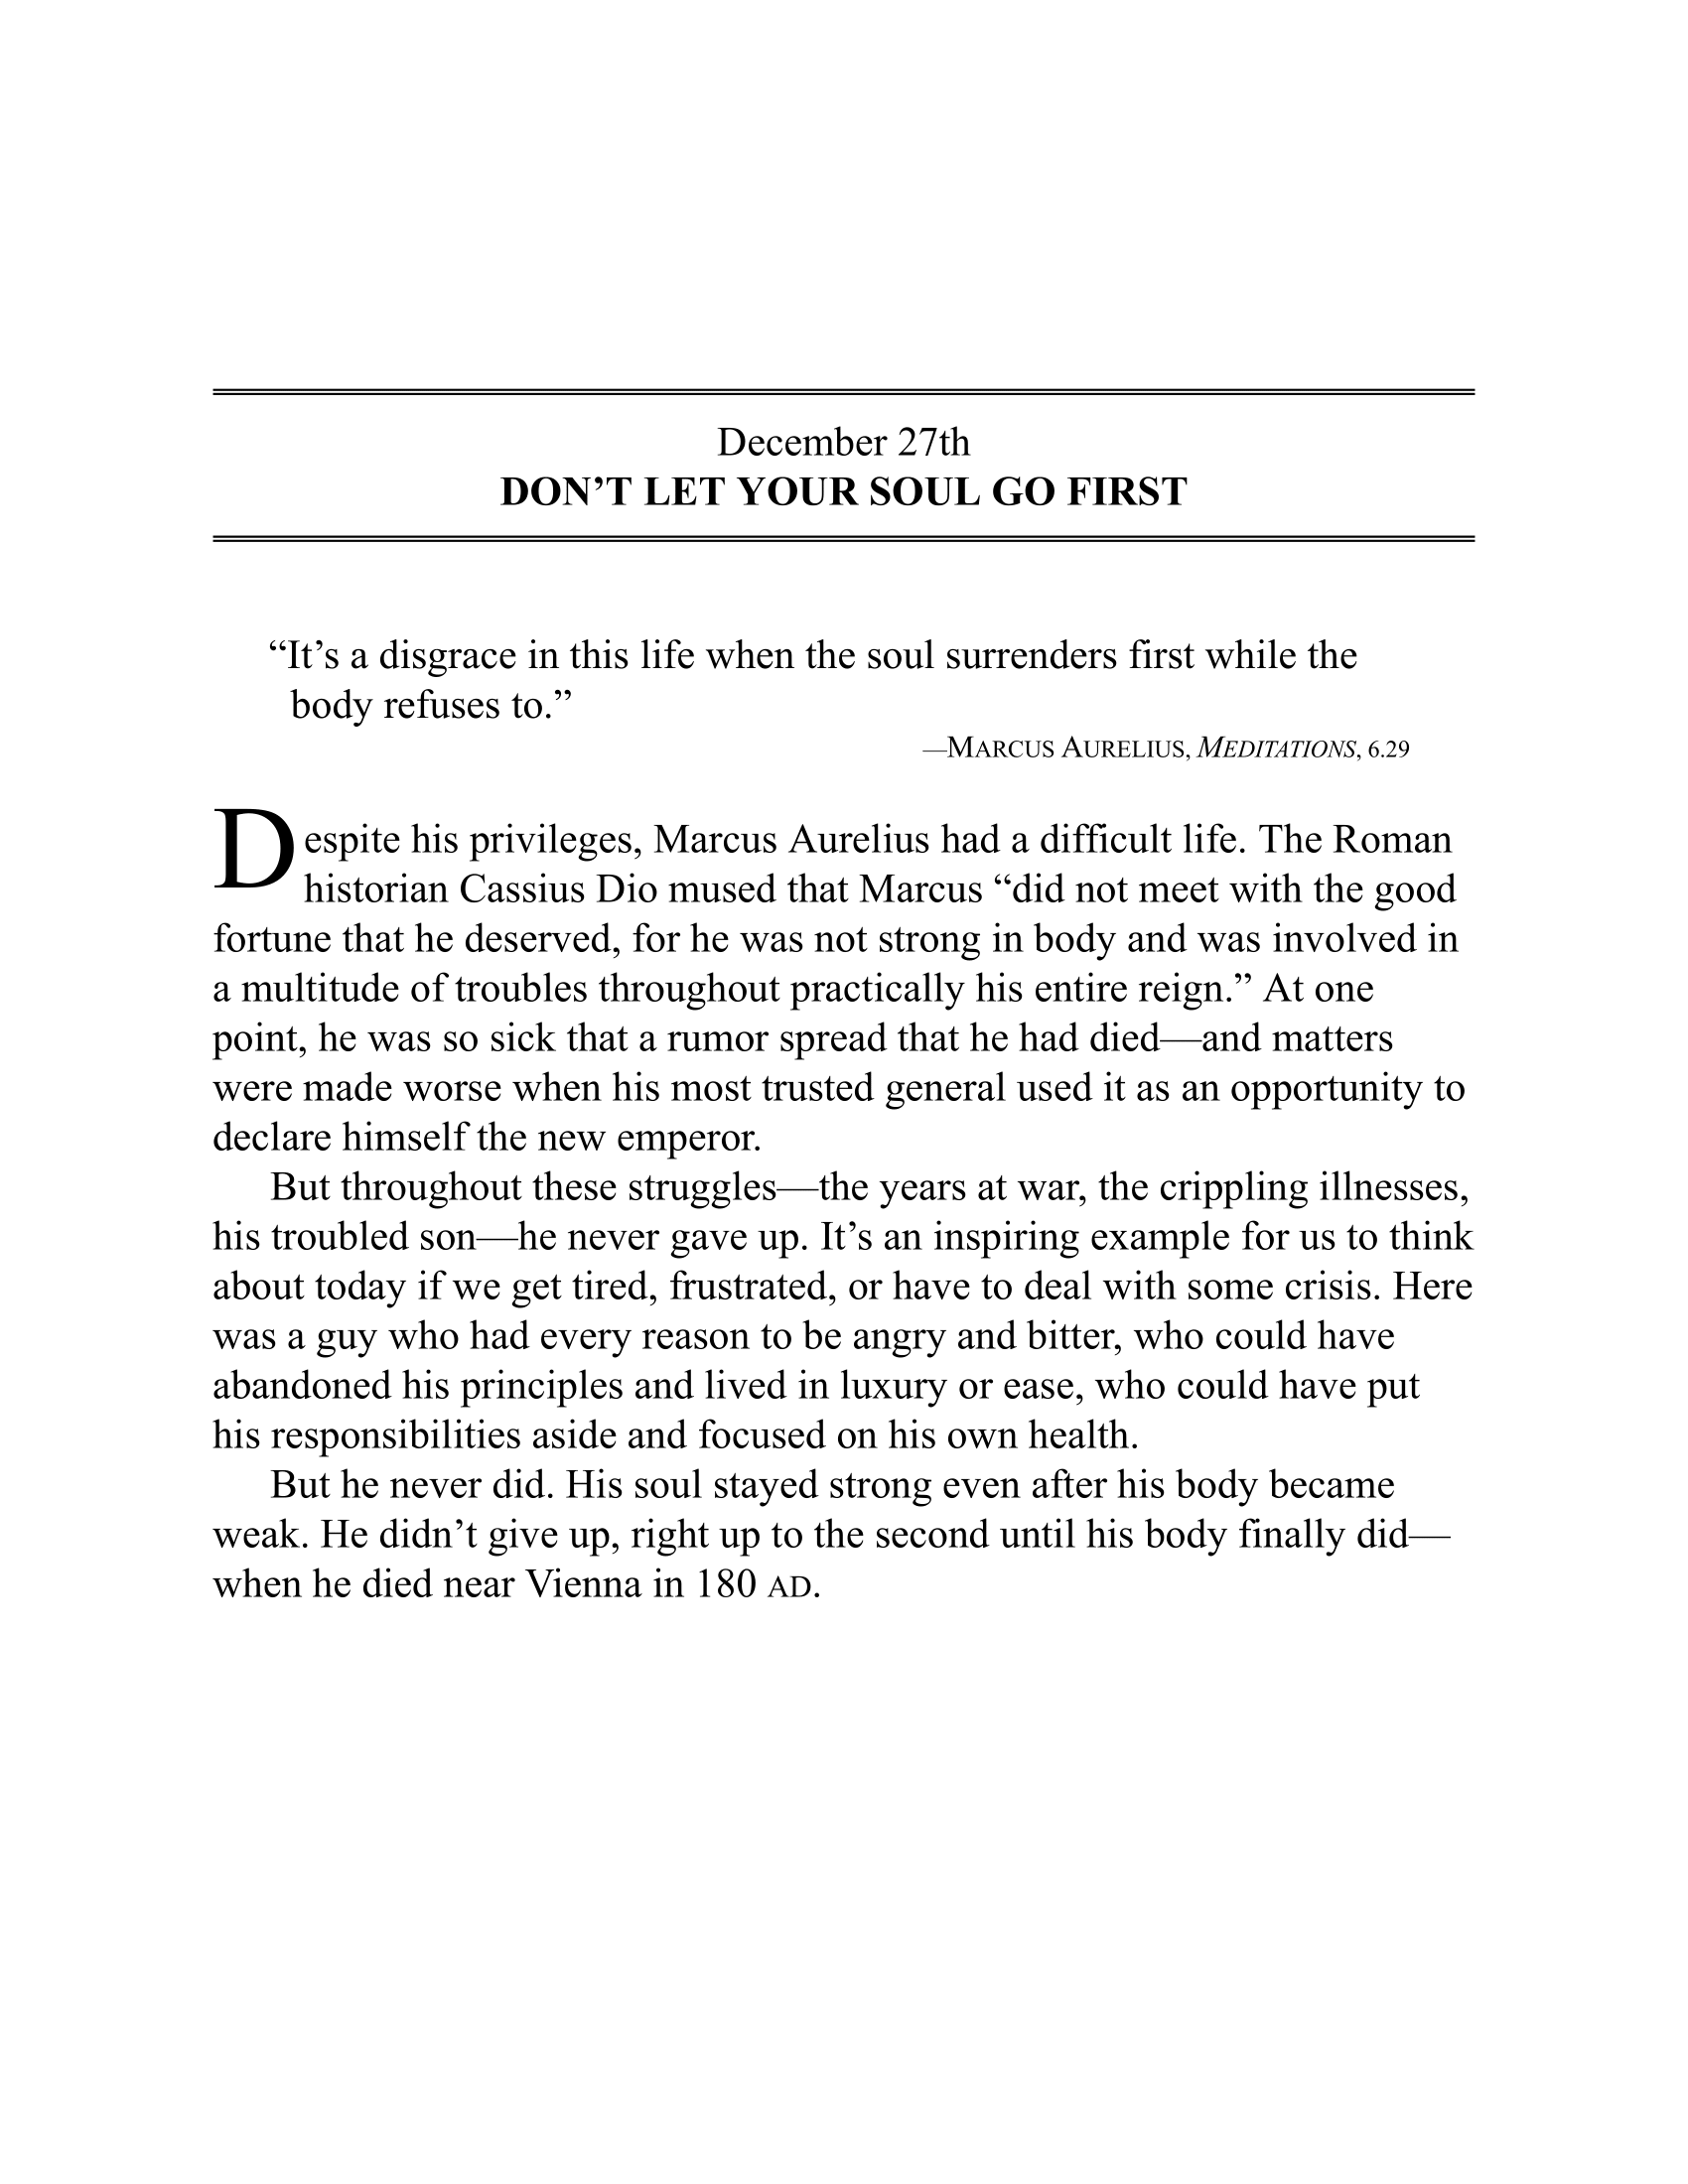 December 27th
DON’T LET YOUR SOUL GO FIRST
“It’s a disgrace in this life when the soul surrenders first while the
body refuses to.”
—MARCUS AURELIUS, MEDITATIONS, 6.29
Despite his privileges, Marcus Aurelius had a difficult life. The Roman
historian Cassius Dio mused that Marcus “did not meet with the good
fortune that he deserved, for he was not strong in body and was involved in
a multitude of troubles throughout practically his entire reign.” At one
point, he was so sick that a rumor spread that he had died—and matters
were made worse when his most trusted general used it as an opportunity to
declare himself the new emperor.
But throughout these struggles—the years at war, the crippling illnesses,
his troubled son—he never gave up. It’s an inspiring example for us to think
about today if we get tired, frustrated, or have to deal with some crisis. Here
was a guy who had every reason to be angry and bitter, who could have
abandoned his principles and lived in luxury or ease, who could have put
his responsibilities aside and focused on his own health.
But he never did. His soul stayed strong even after his body became
weak. He didn’t give up, right up to the second until his body finally did—
when he died near Vienna in 180 AD.